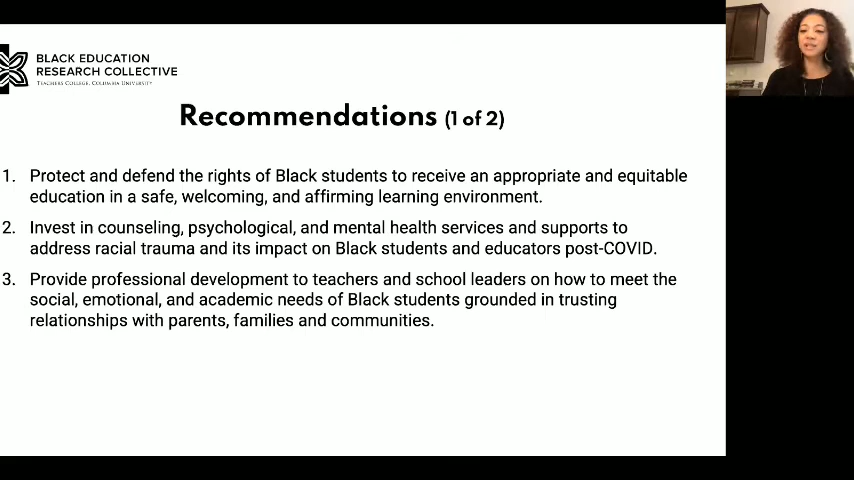 BLACK EDUCATION
RESEARCH COLLECTIVE
TEACHERS COLLEGE, COLUMBIA UNIVERSITY
Recommendations (1 of 2)
1. Protect and defend the rights of Black students to receive an appropriate and equitable
education in a safe, welcoming, and affirming learning environment.
2. Invest in counseling, psychological, and mental health services and supports to
address racial trauma and its impact on Black students and educators post-COVID.
3. Provide professional development to teachers and school leaders on how to meet the
social, emotional, and academic needs of Black students grounded in trusting
relationships with parents, families and communities.